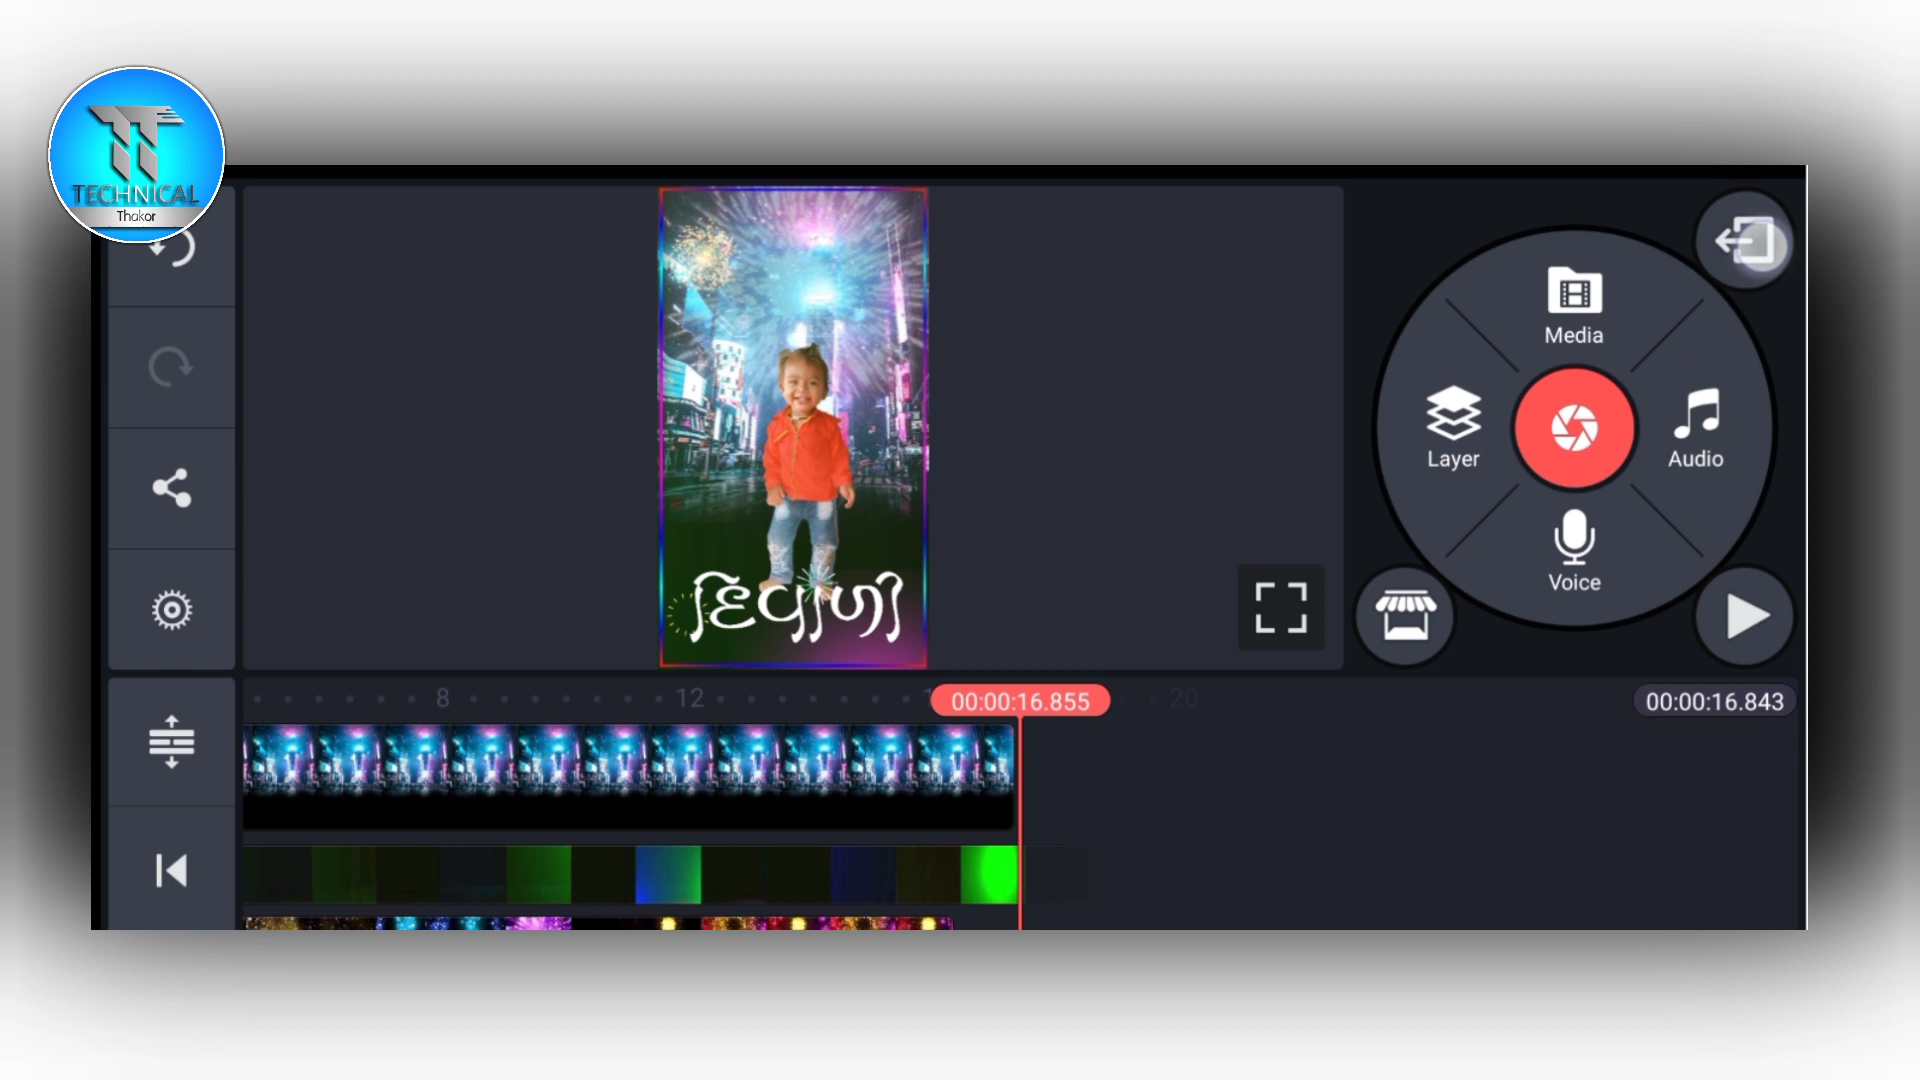 TECHNICAL
Thakor
Media
Layer
Audio
Voice
દિવાળી
8
12
00:00:16.855
20
00:00:16.843